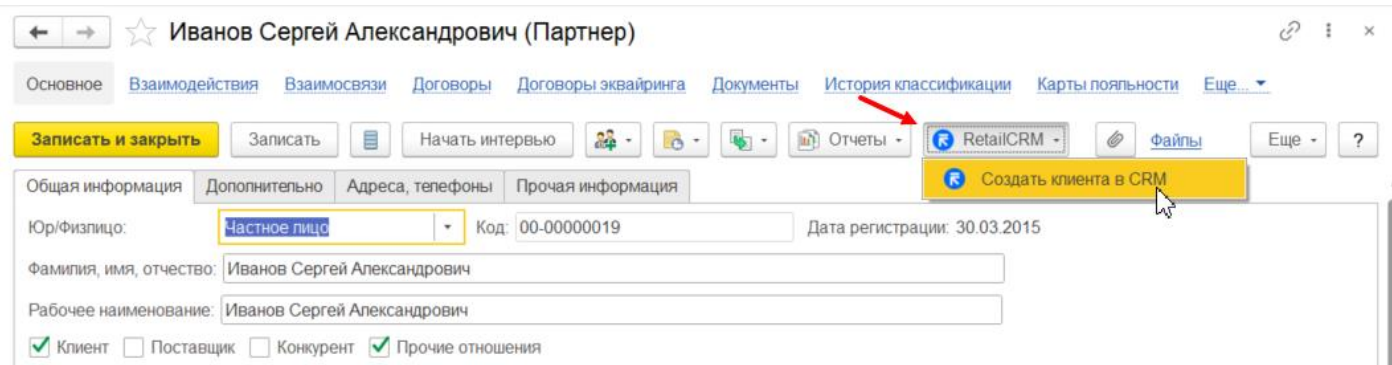 Иванов Сергей Александрович (Партнер)
Основное Взаимодействия Взаимосвязи Договоры Договоры эквайринга Документы История классификации Карты лояльности Еще...
Записать и закрыть Записать Начать интервью Отчеты RetailCRM Файлы Еще ?
Создать клиента в CRM
Общая информация Дополнительно Адреса, телефоны Прочая информация
Юр/Физлицо: Частное лицо Код: 00-00000019 Дата регистрации: 30.03.2015
Фамилия, имя, отчество: Иванов Сергей Александрович
Рабочее наименование: Иванов Сергей Александрович
Клиент Поставщик Конкурент Прочие отношения